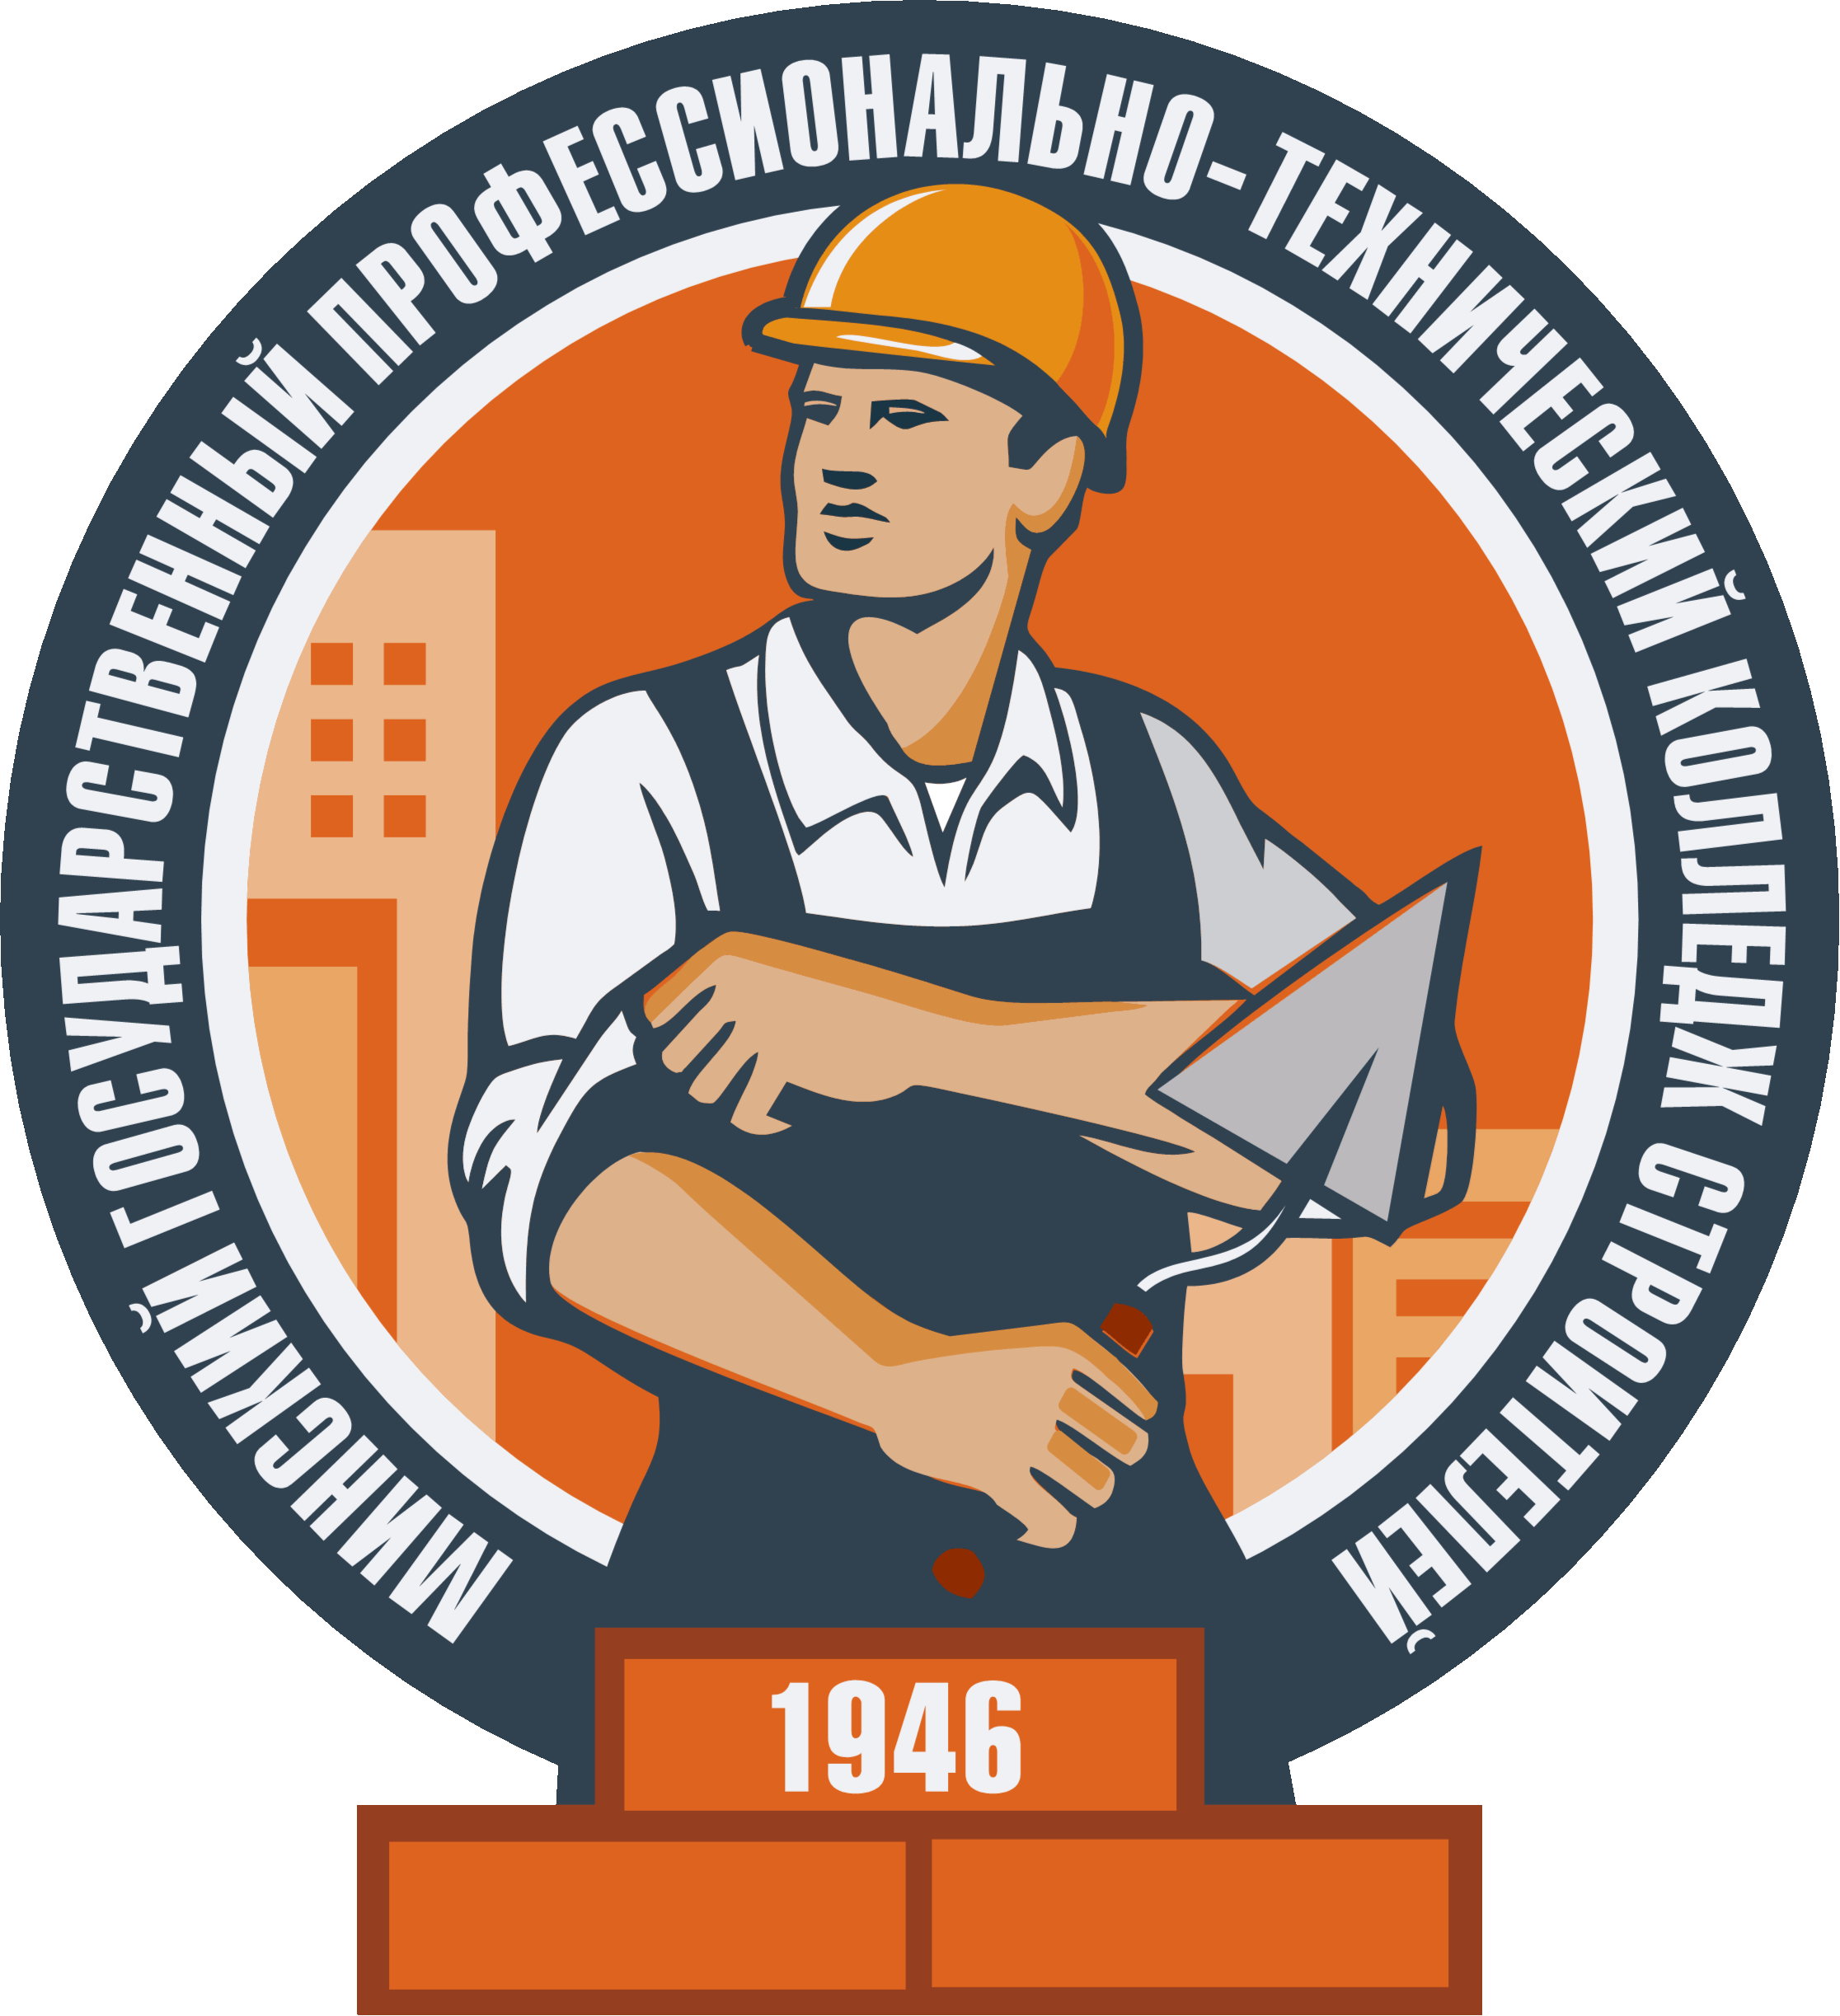 МИНСКИЙ ГОСУДАРСТВЕННЫЙ ПРОФЕССИОНАЛЬНО-ТЕХНИЧЕСКИЙ КОЛЛЕДЖ СТРОИТЕЛЕЙ
1946